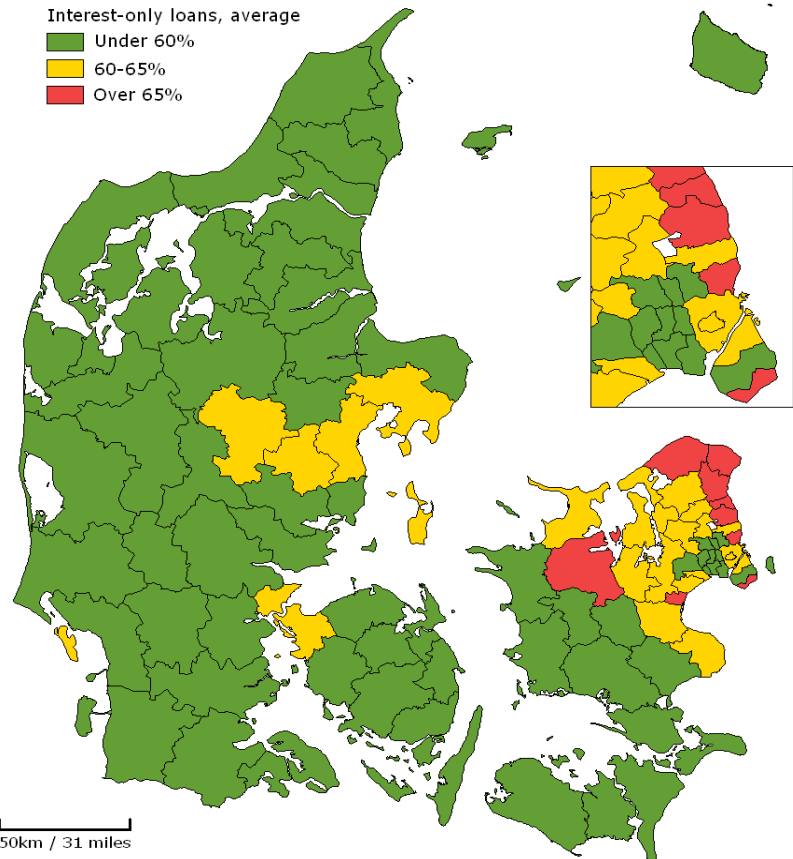 Interest-only loans, average
Under 60%
60-65%
Over 65%
50km / 31 miles